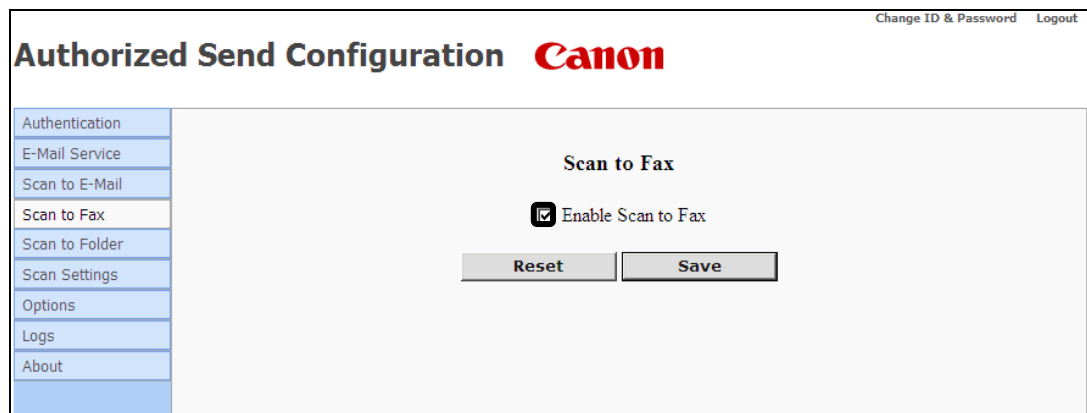 Change ID & Password Logout
Authorized Send Configuration Canon
Authentication
E-Mail Service
Scan to E-Mail
Scan to Fax
Scan to Folder
Scan Settings
Options
Logs
About
Scan to Fax
Enable Scan to Fax
Reset Save